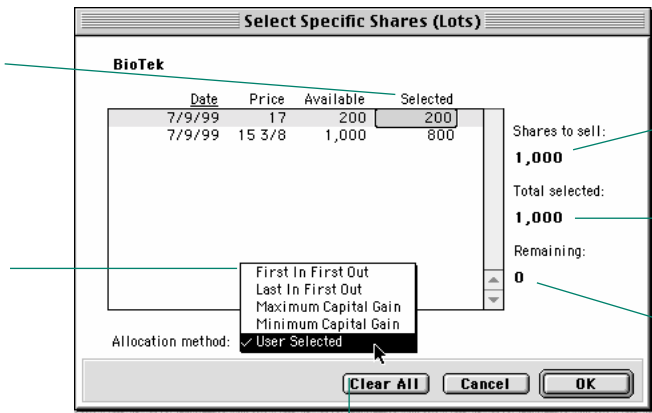 Select Specific Shares (Lots)
BioTek
Date Price Available Selected
7/9/99 17 200 200
7/9/99 15 3/8 1,000 800
Shares to sell:
1,000
Total selected:
1,000
Remaining:
0
First In First Out
Last In First Out
Maximum Capital Gain
Minimum Capital Gain
Allocation method: ✓ User Selected
Clear All Cancel OK